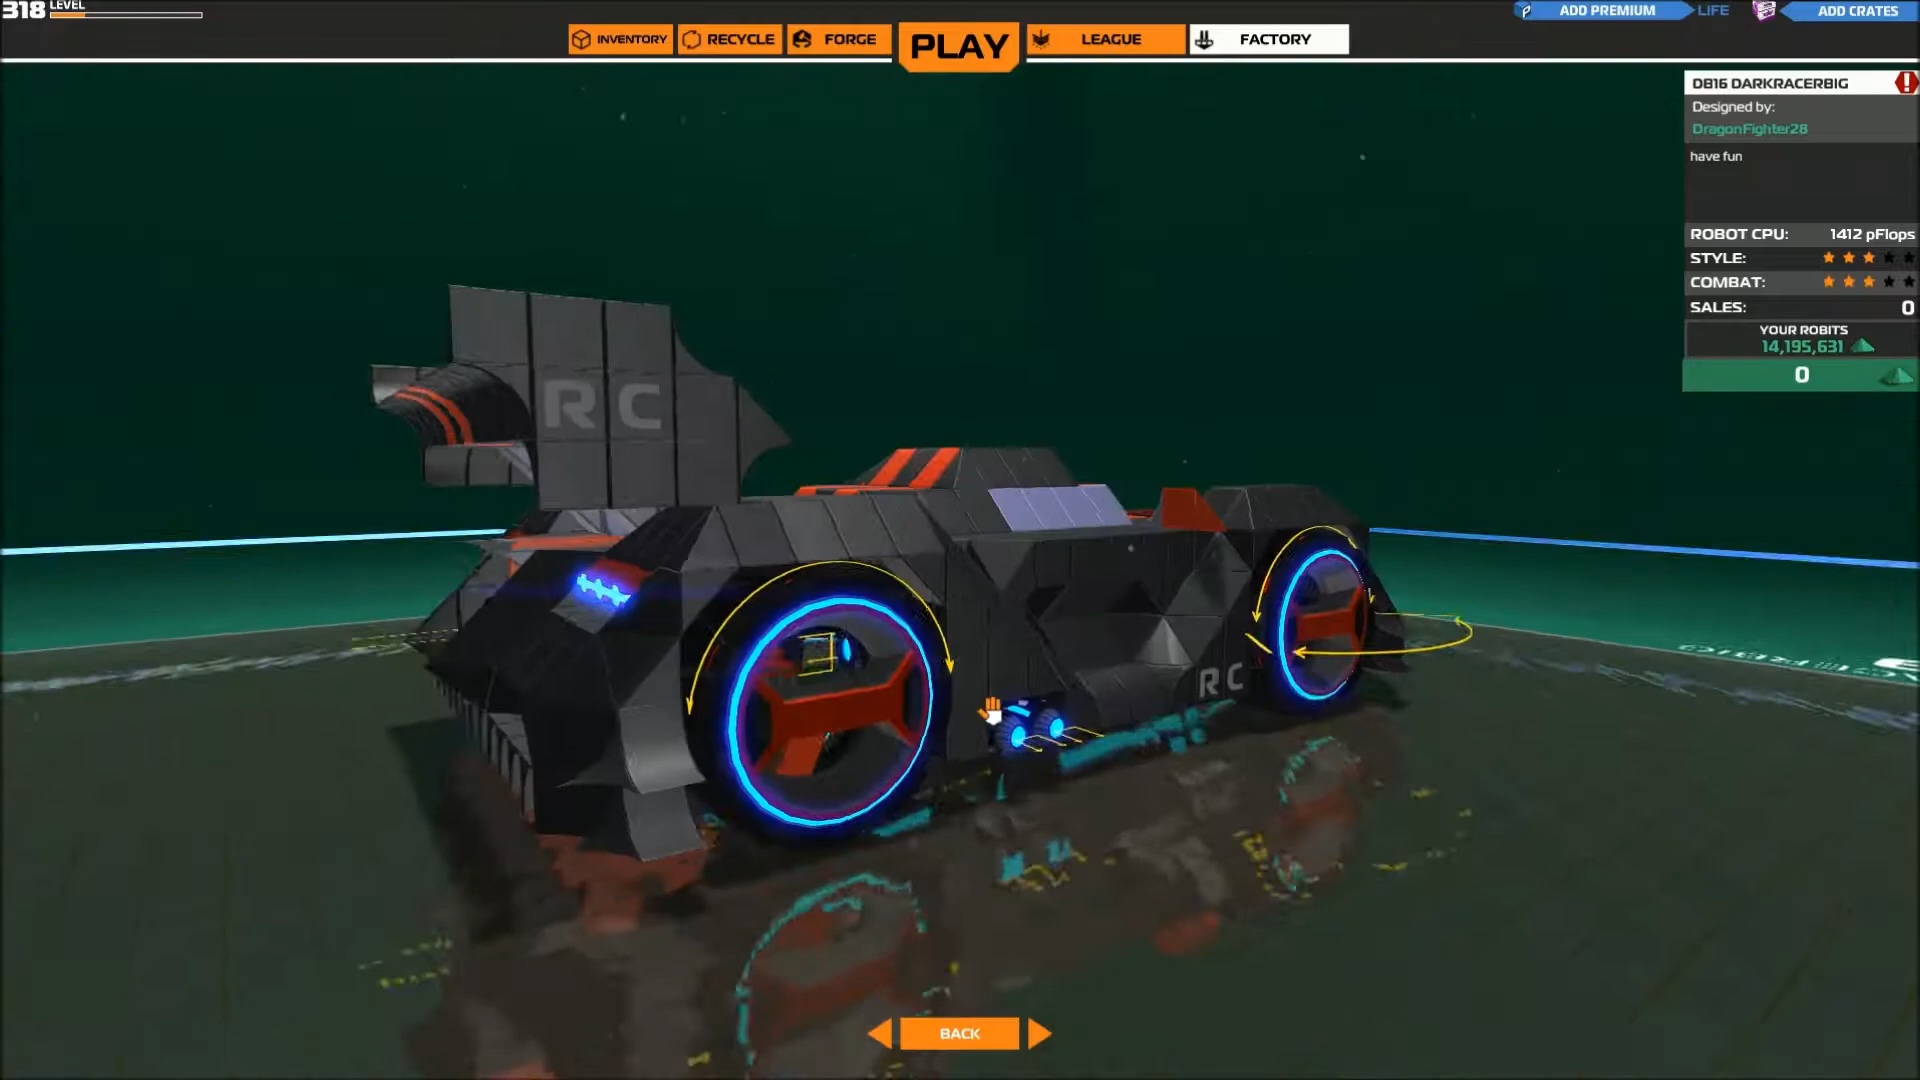 318 LEVEL
INVENTORY
RECYCLE
FORGE
PLAY
LEAGUE
FACTORY
ADD PREMIUM
LIFE
ADD CRATES
DB16 DARKRACERBIG
Designed by:
DragonFighter28
have fun
ROBOT CPU: 1412 pFlops
STYLE:
COMBAT:
SALES: 0
YOUR ROBITS
14,195,631
0
RC
RC
BACK